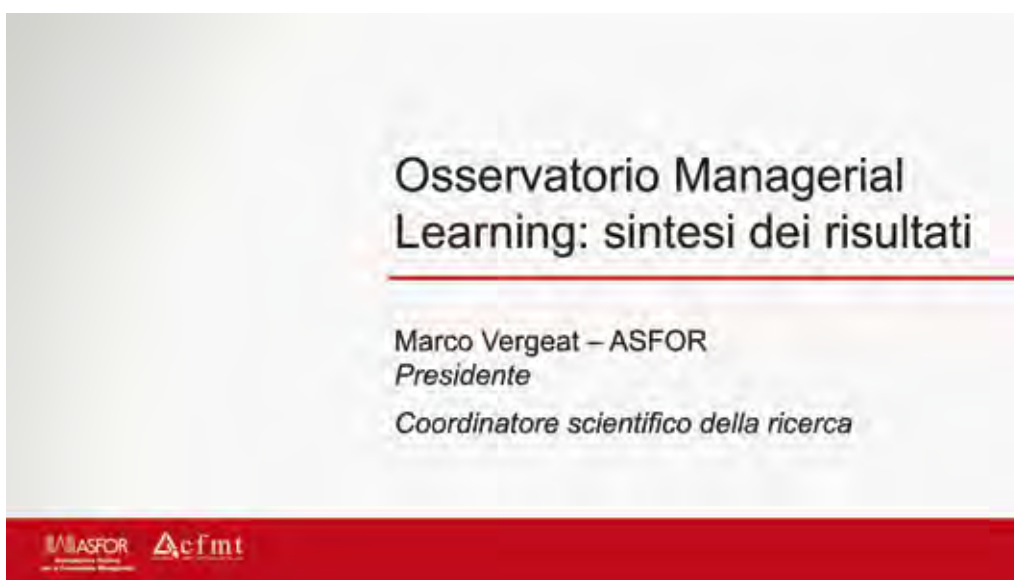 Osservatorio Managerial
Learning: sintesi dei risultati
Marco Vergeat – ASFOR
Presidente
Coordinatore scientifico della ricerca
ASFOR
cfmt